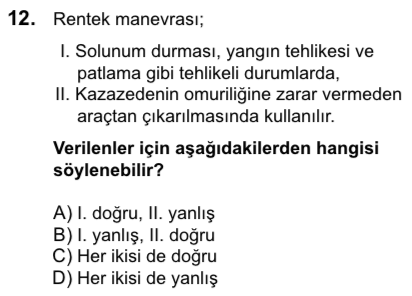 12. Rentek manevrası;
I. Solunum durması, yangın tehlikesi ve
patlama gibi tehlikeli durumlarda,
II. Kazazedenin omuriliğine zarar vermeden
araçtan çıkarılmasında kullanılır.
Verilenler için aşağıdakilerden hangisi
söylenebilir?
A) I. doğru, II. yanlış
B) I. yanlış, II. doğru
C) Her ikisi de doğru
D) Her ikisi de yanlış